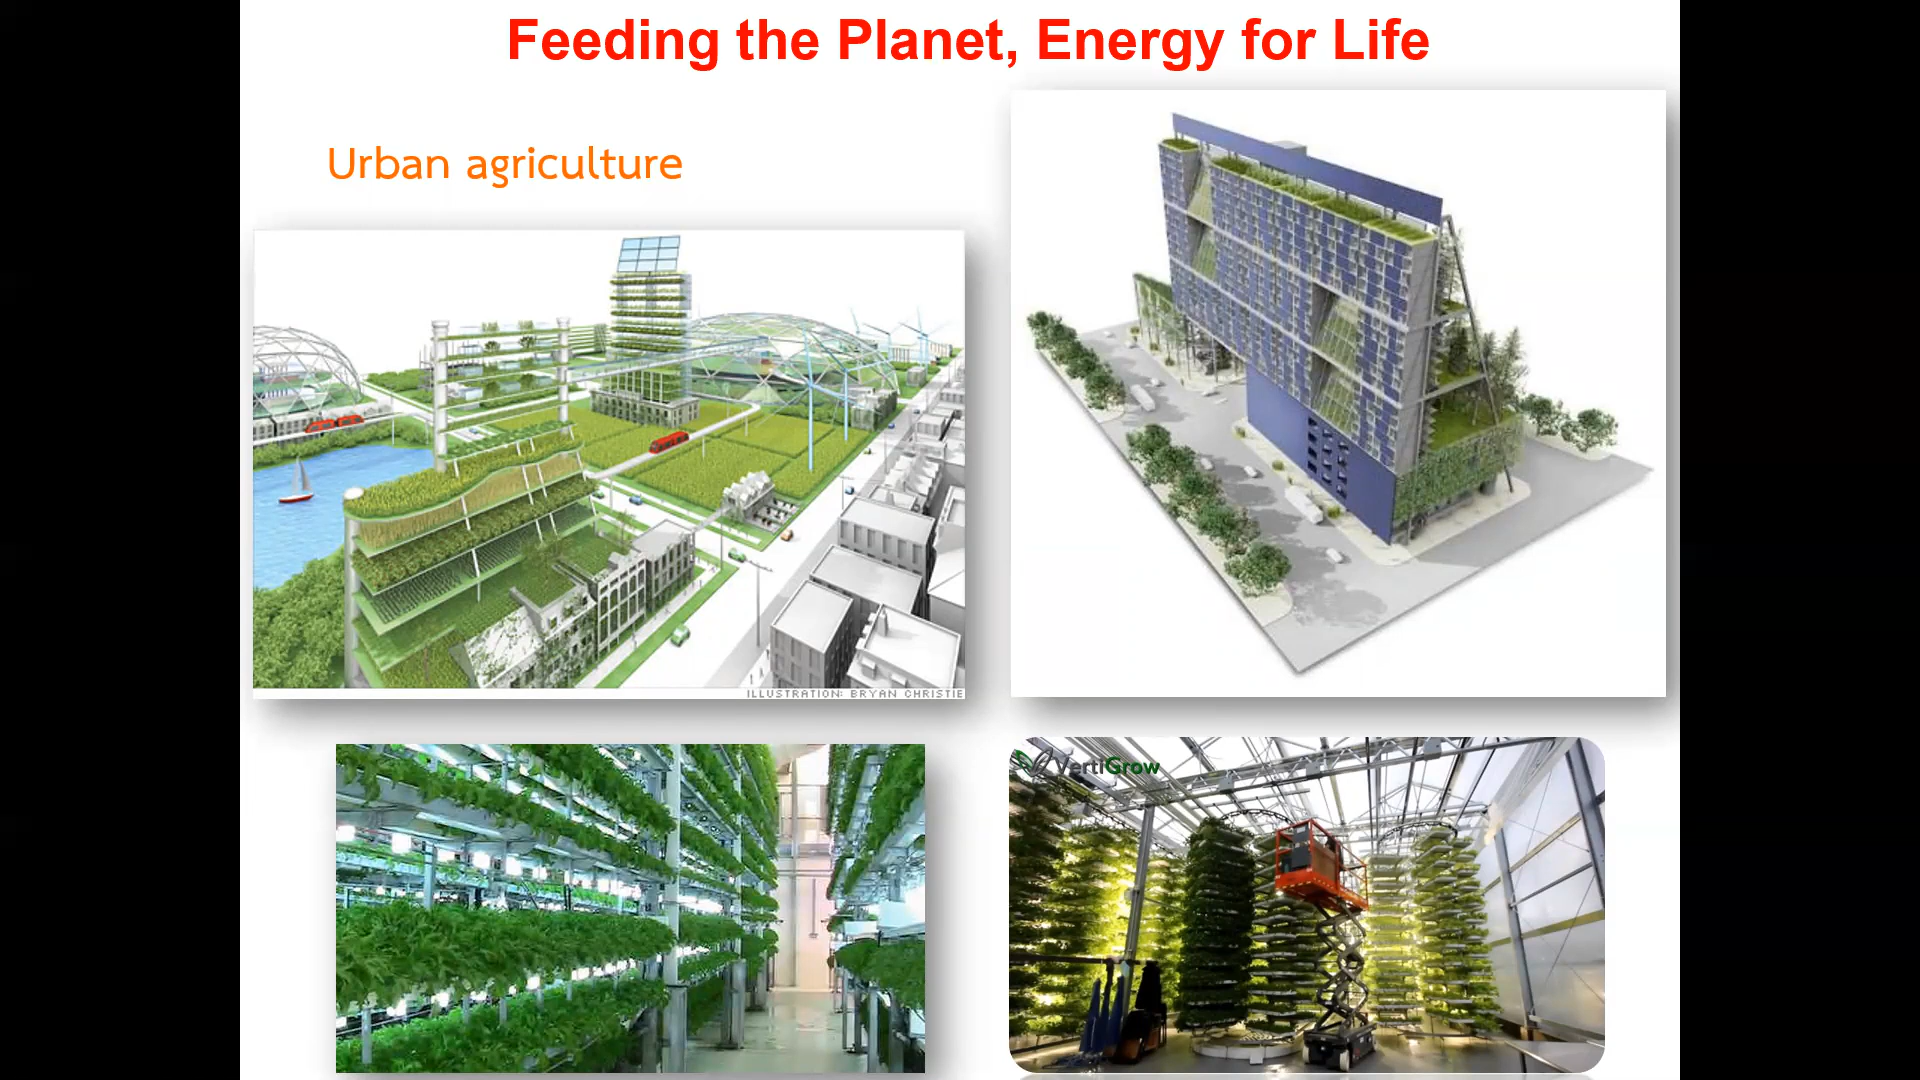 Feeding the Planet, Energy for Life
Urban agriculture
ILLUSTRATION: BRYAN CHRISTIE
VertiGrow